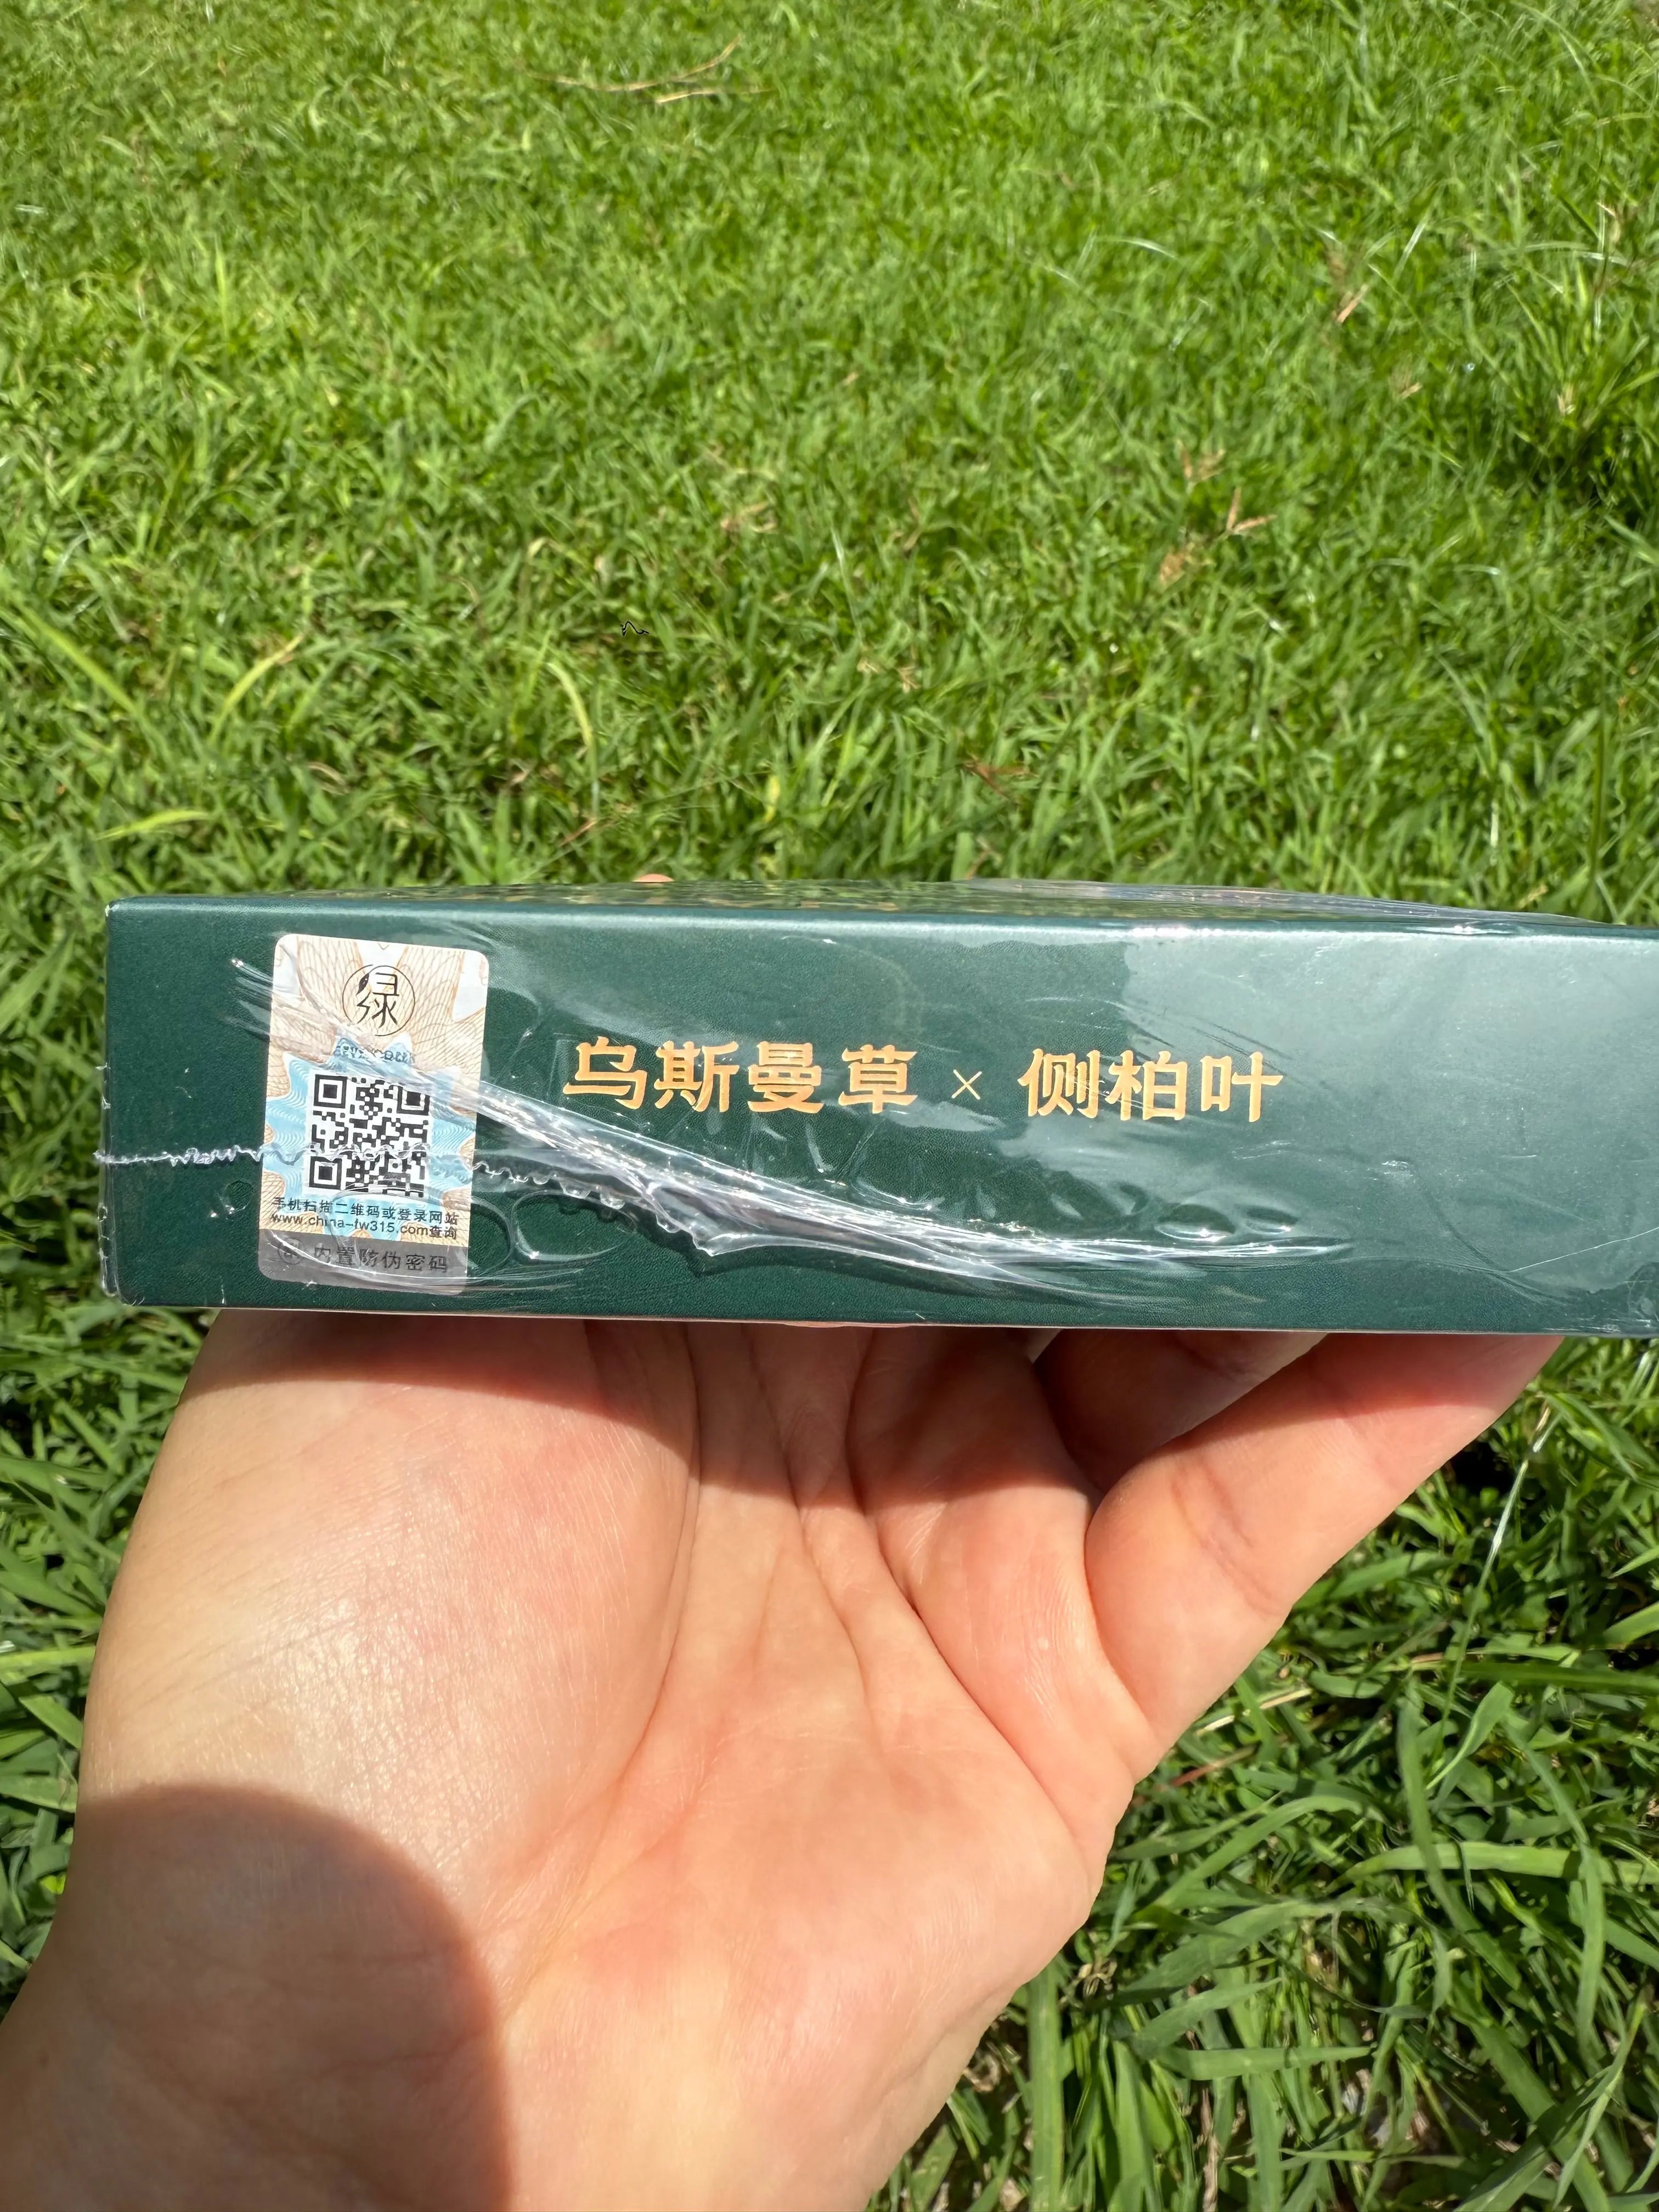 绿
乌斯曼草 × 侧柏叶
手机扫描二维码或登录网站
www.china-fw315.com查询
内置防伪密码